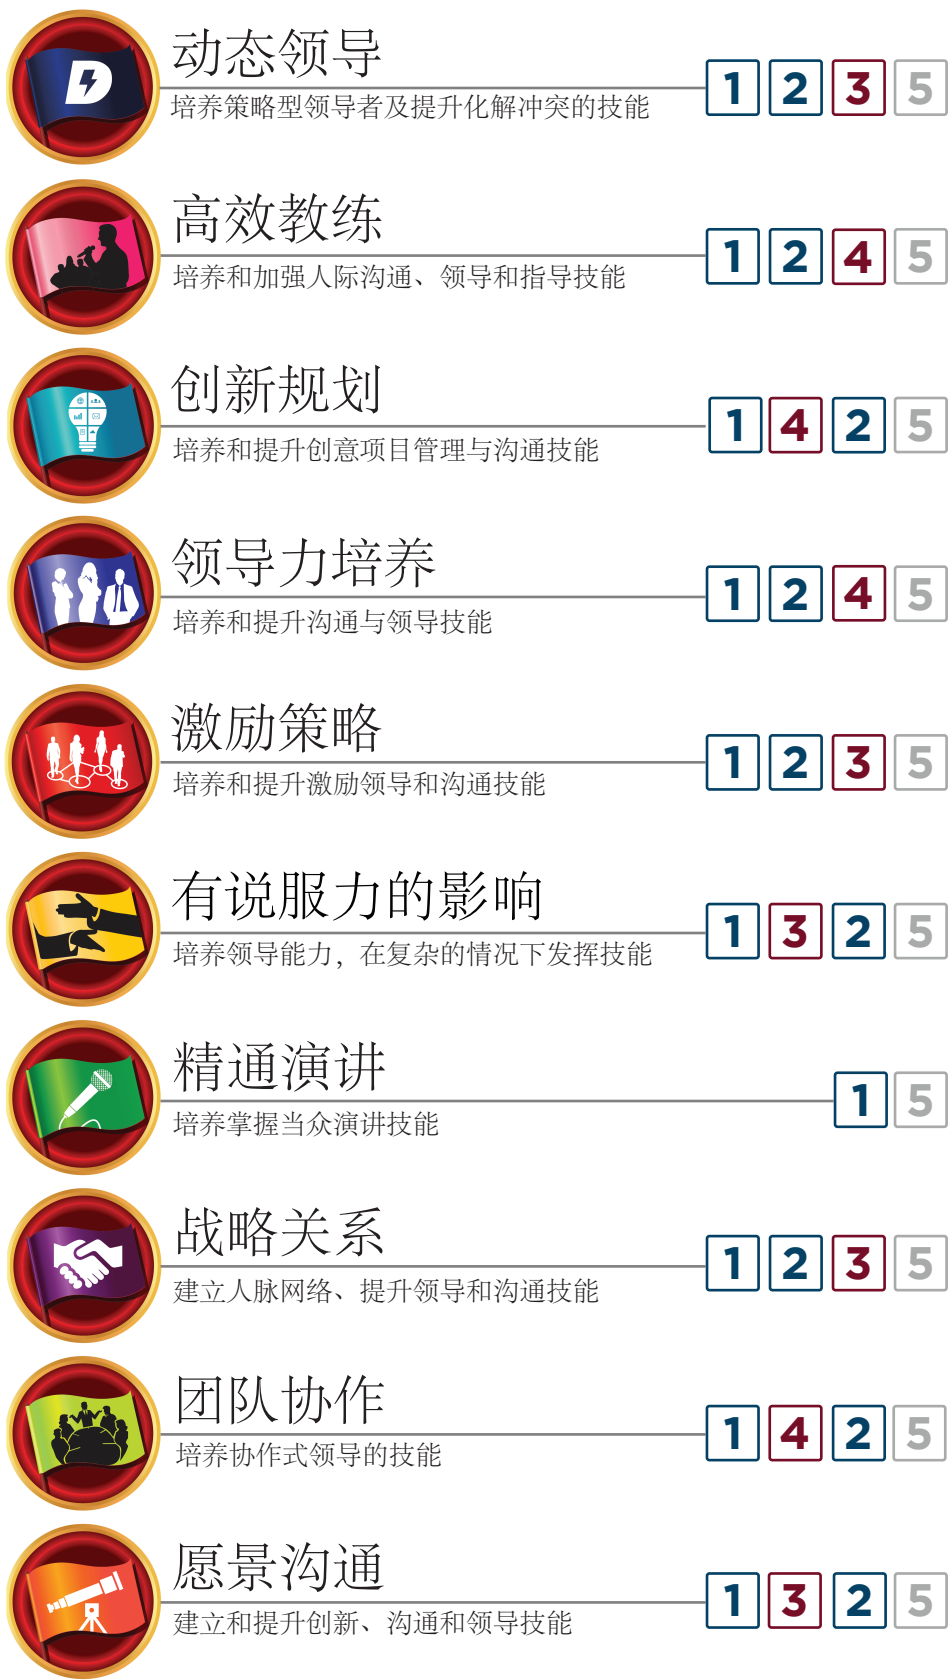 动态领导
培养策略型领导者及提升化解冲突的技能
1 2 3 5
高效教练
培养和加强人际沟通、领导和指导技能
1 2 4 5
创新规划
培养和提升创意项目管理与沟通技能
1 4 2 5
领导力培养
培养和提升沟通与领导技能
1 2 4 5
激励策略
培养和提升激励领导和沟通技能
1 2 3 5
有说服力的影响
培养领导能力，在复杂的情况下发挥技能
1 3 2 5
精通演讲
培养掌握当众演讲技能
1 5
战略关系
建立人脉网络、提升领导和沟通技能
1 2 3 5
团队协作
培养协作式领导的技能
1 4 2 5
愿景沟通
建立和提升创新、沟通和领导技能
1 3 2 5